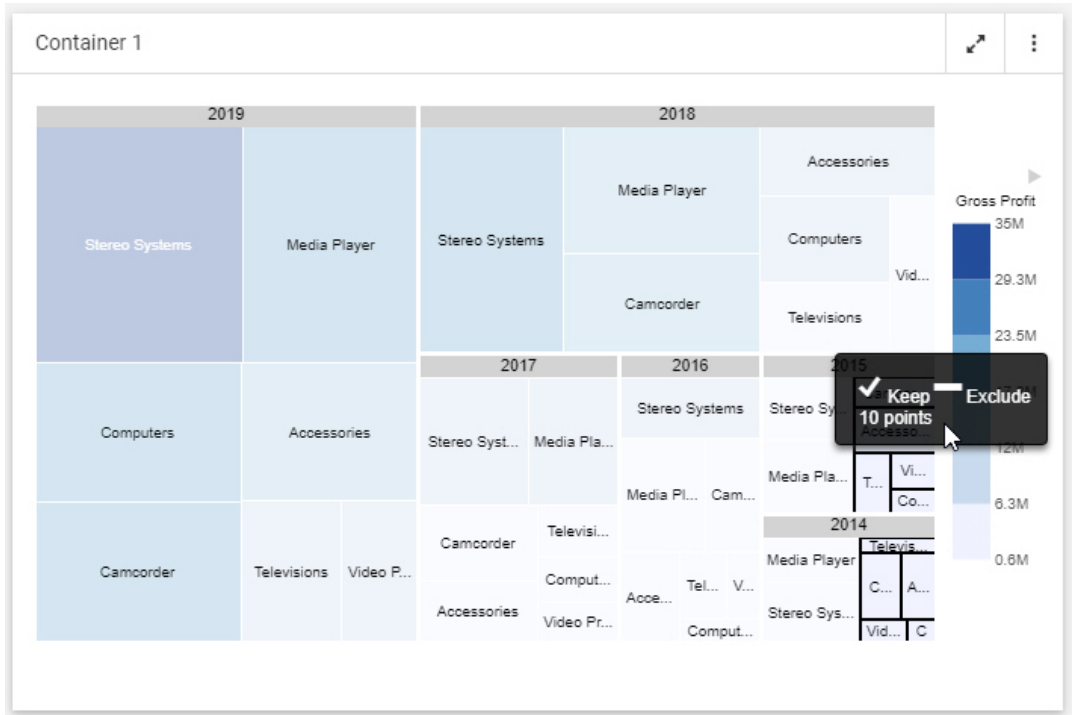 Container 1
2019
2018
Stereo Systems
Media Player
Computers
Accessories
Camcorder
Televisions
Video P...
Stereo Systems
Media Player
Camcorder
Accessories
Computers
Vid...
Televisions
2017
Stereo Syst...
Media Pla...
Camcorder
Accessories
Televisi...
Comput...
Video Pr...
2016
Stereo Systems
Media Pl...
Cam...
Acce...
Tel...
V...
Comput...
2015
Stereo Sy
Media Pla...
Accesso...
T...
Vi...
Co...
Keep
Exclude
10 points
2014
Media Player
Stereo Sys...
Televis...
C...
A...
Vid...
C
Gross Profit
35M
29.3M
23.5M
12M
6.3M
0.6M